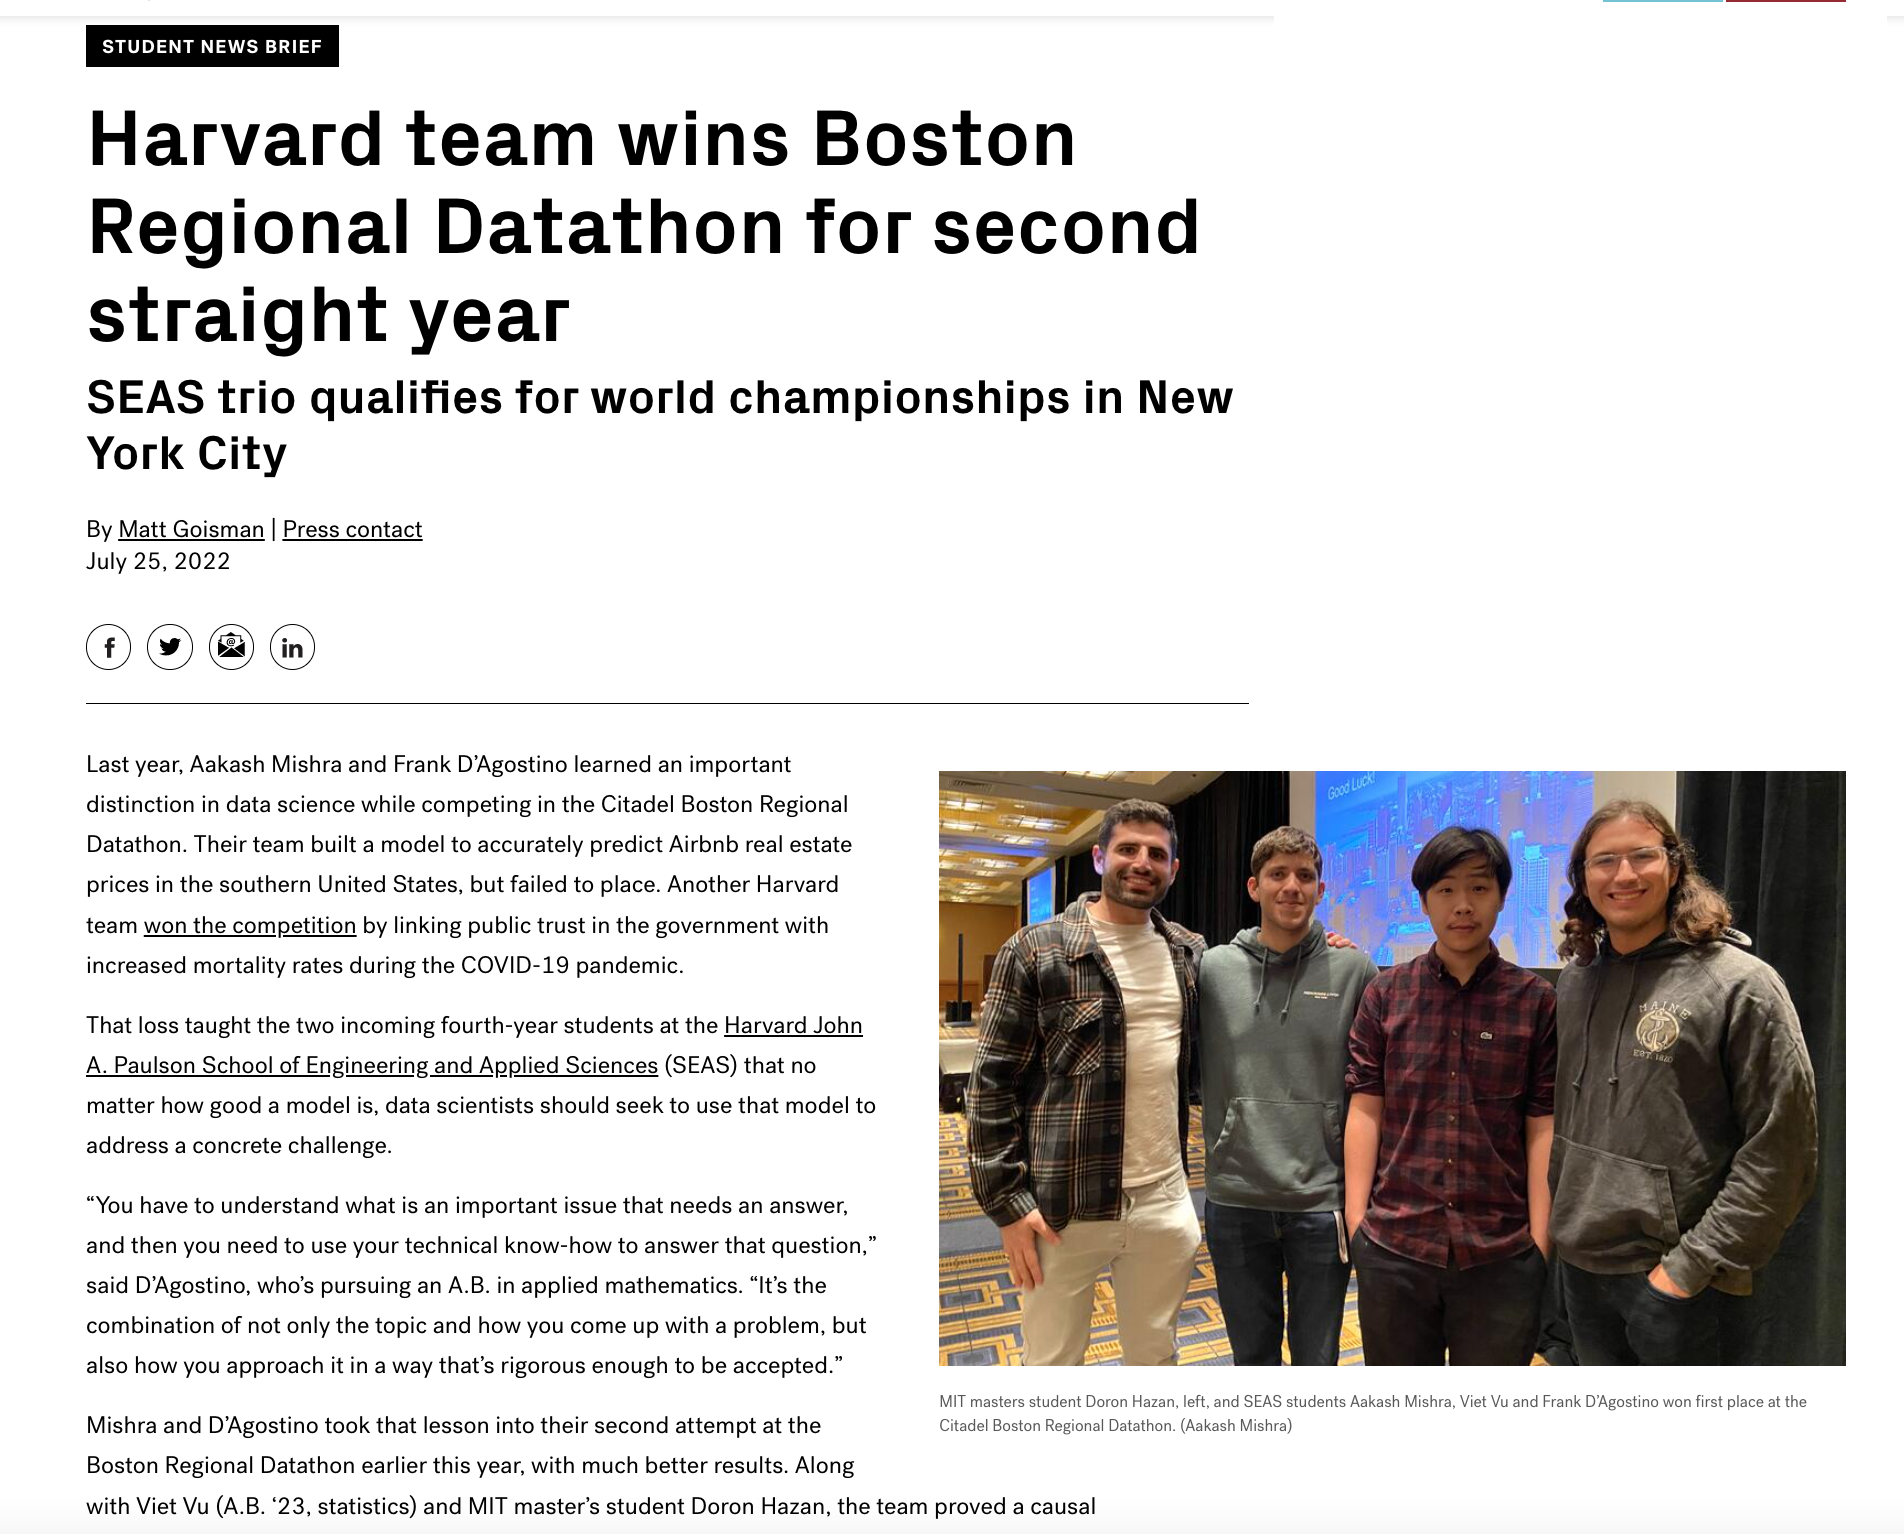 STUDENT NEWS BRIEF
Harvard team wins Boston
Regional Datathon for second
straight year
SEAS trio qualifies for world championships in New
York City
By Matt Goisman | Press contact
July 25, 2022
Last year, Aakash Mishra and Frank D’Agostino learned an important
distinction in data science while competing in the Citadel Boston Regional
Datathon. Their team built a model to accurately predict Airbnb real estate
prices in the southern United States, but failed to place. Another Harvard
team won the competition by linking public trust in the government with
increased mortality rates during the COVID-19 pandemic.
That loss taught the two incoming fourth-year students at the Harvard John
A. Paulson School of Engineering and Applied Sciences (SEAS) that no
matter how good a model is, data scientists should seek to use that model to
address a concrete challenge.
“You have to understand what is an important issue that needs an answer,
and then you need to use your technical know-how to answer that question,”
said D’Agostino, who’s pursuing an A.B. in applied mathematics. “It’s the
combination of not only the topic and how you come up with a problem, but
also how you approach it in a way that’s rigorous enough to be accepted.”
Mishra and D’Agostino took that lesson into their second attempt at the
Boston Regional Datathon earlier this year, with much better results. Along
with Viet Vu (A.B. ‘23, statistics) and MIT master’s student Doron Hazan, the team proved a causal
Good Luck!
MAINE
EST. 1820
MIT masters student Doron Hazan, left, and SEAS students Aakash Mishra, Viet Vu and Frank D’Agostino won first place at the
Citadel Boston Regional Datathon. (Aakash Mishra)